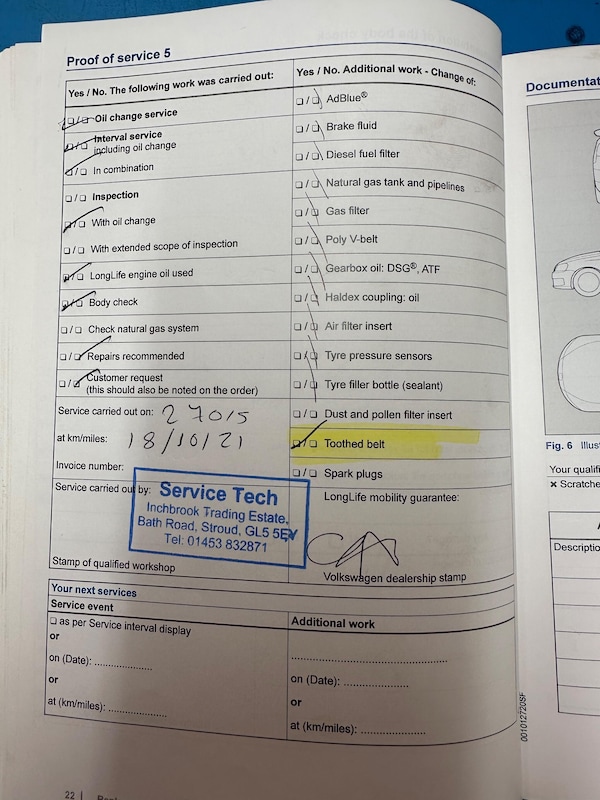 Proof of service 5
Yes / No. The following work was carried out:
Oil change service
Interval service
including oil change
In combination
Inspection
With oil change
With extended scope of inspection
LongLife engine oil used
Body check
Check natural gas system
Repairs recommended
Customer request
(this should also be noted on the order)
Service carried out on: 27015
at km/miles: 18/10/21
Invoice number:
Service carried out by:
Service Tech
Inchbrook Trading Estate,
Bath Road, Stroud, GL5 5EY
Tel: 01453 832871
Stamp of qualified workshop
Yes / No. Additional work - Change of:
AdBlue®
Brake fluid
Diesel fuel filter
Natural gas tank and pipelines
Gas filter
Poly V-belt
Gearbox oil: DSG®, ATF
Haldex coupling: oil
Air filter insert
Tyre pressure sensors
Tyre filler bottle (sealant)
Dust and pollen filter insert
Toothed belt
Spark plugs
LongLife mobility guarantee:
Volkswagen dealership stamp
Your next services
Service event
as per Service interval display
or
on (Date): ................
or
at (km/miles): ................
Additional work
................
on (Date): ................
or
at (km/miles): ................
22
001012720SF
Documentat
Fig. 6 Illus
Your qualifi
× Scratche
A
Descriptio